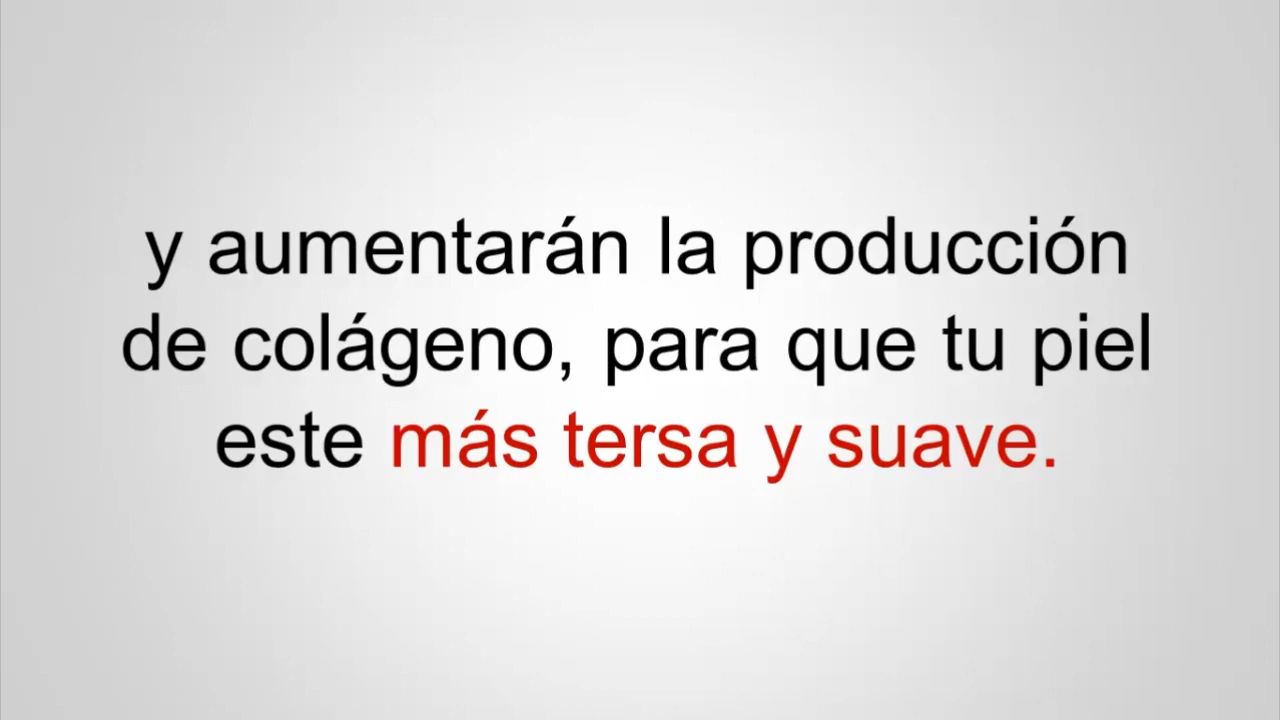 y aumentarán la producción
de colágeno, para que tu piel
este más tersa y suave.